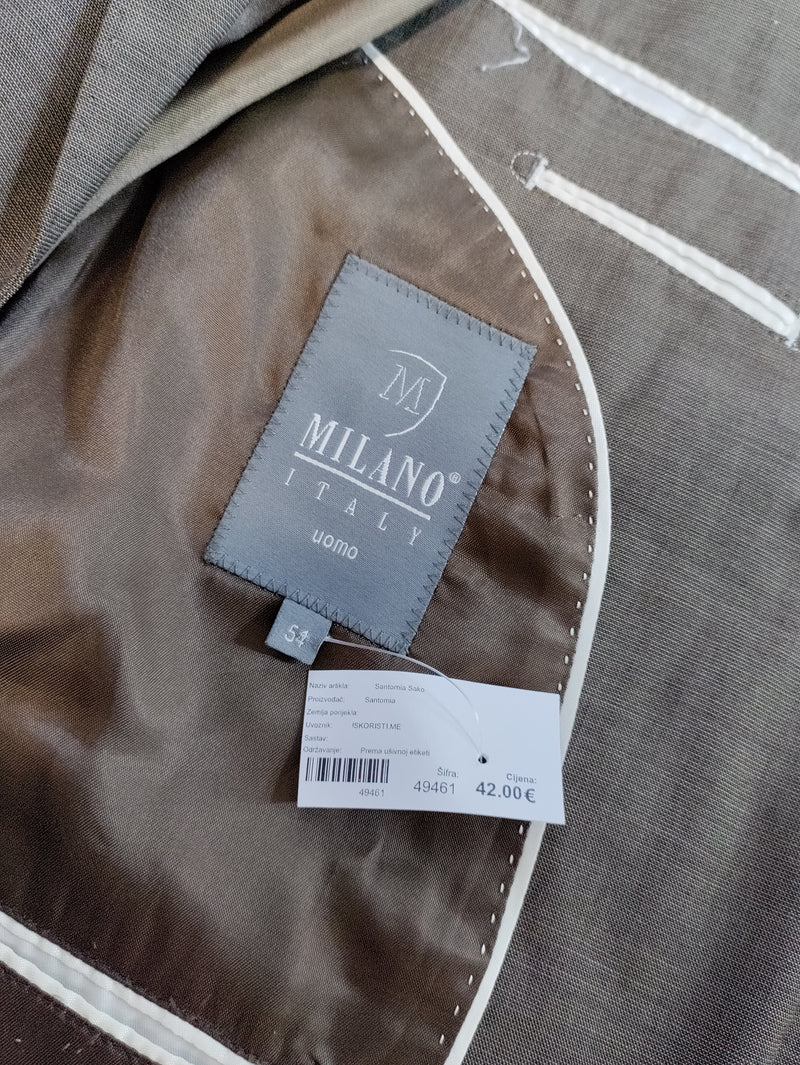 M
MILANO®
ITALY
uomo
54
Naziv artikla: Santomia Sako
Proizvođač: Santomia
Zemlja porijekla:
Uvoznik: ISKORISTI.ME
Sastav:
Održavanje: Prema ušivnoj etiketi
Šifra: Cijena:
49461 49461 42.00€